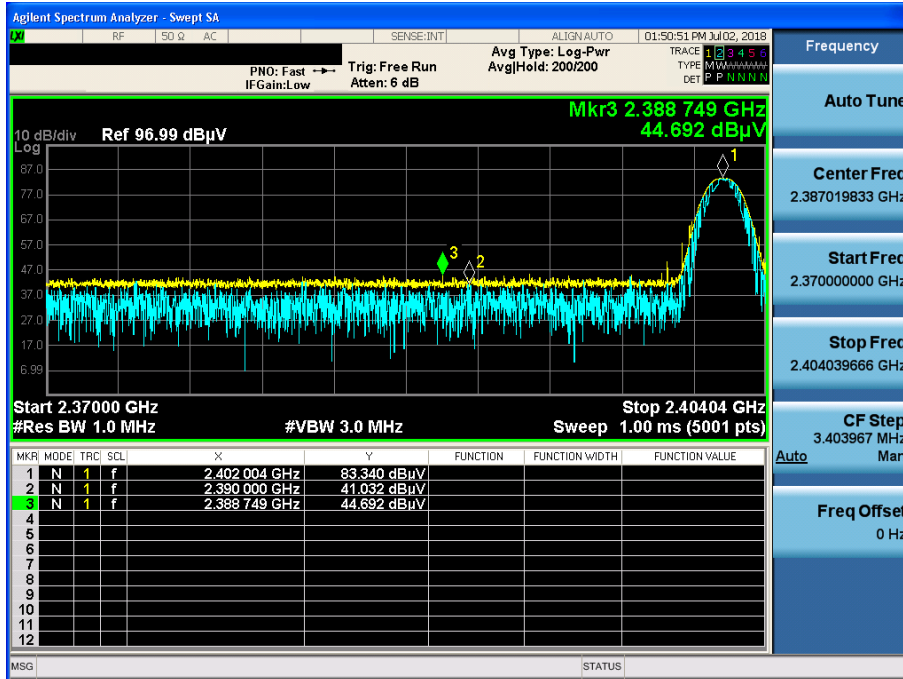 Agilent Spectrum Analyzer - Swept SA
LXI RF 50 Ω AC SENSE:INT ALIGNAUTO 01:50:51 PM Jul 02, 2018
PNO: Fast
IFGain:Low
Trig: Free Run
Atten: 6 dB
Avg Type: Log-Pwr
Avg|Hold: 200/200
TRACE 1 2 3 4 5 6
TYPE M W W W W W
DET P P N N N N
Mkr3 2.388 749 GHz
44.692 dBµV
10 dB/div Ref 96.99 dBµV
Log
87.0
77.0
67.0
57.0
47.0
37.0
27.0
17.0
6.99
1
2
3
Start 2.37000 GHz Stop 2.40404 GHz
#Res BW 1.0 MHz #VBW 3.0 MHz Sweep 1.00 ms (5001 pts)
MKR MODE TRC SCL X Y FUNCTION FUNCTION WIDTH FUNCTION VALUE
1 N 1 f 2.402 004 GHz 83.340 dBµV
2 N 1 f 2.390 000 GHz 41.032 dBµV
3 N 1 f 2.388 749 GHz 44.692 dBµV
4
5
6
7
8
9
10
11
12
MSG STATUS
Frequency
Auto Tune
Center Freq
2.387019833 GHz
Start Freq
2.370000000 GHz
Stop Freq
2.404039666 GHz
CF Step
3.403967 MHz
Auto Man
Freq Offset
0 Hz